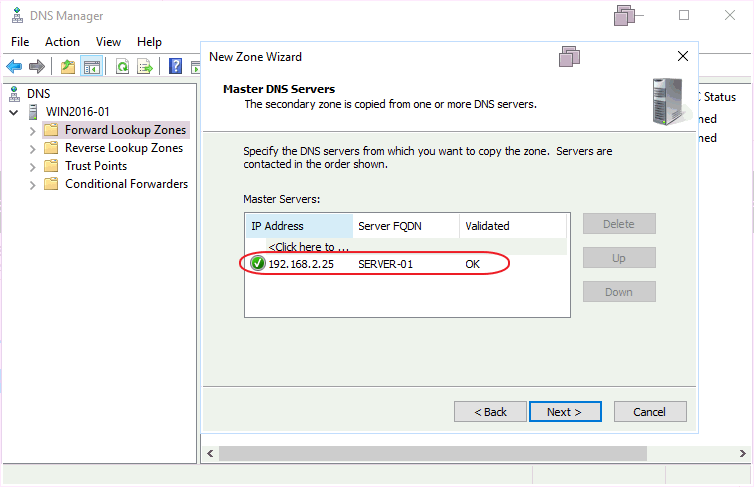 DNS Manager
File Action View Help
DNS
WIN2016-01
Forward Lookup Zones
Reverse Lookup Zones
Trust Points
Conditional Forwarders
Status
ned
ned
New Zone Wizard
Master DNS Servers
The secondary zone is copied from one or more DNS servers.
Specify the DNS servers from which you want to copy the zone. Servers are
contacted in the order shown.
Master Servers:
IP Address Server FQDN Validated
<Click here to ...
192.168.2.25 SERVER-01 OK
Delete
Up
Down
< Back Next > Cancel